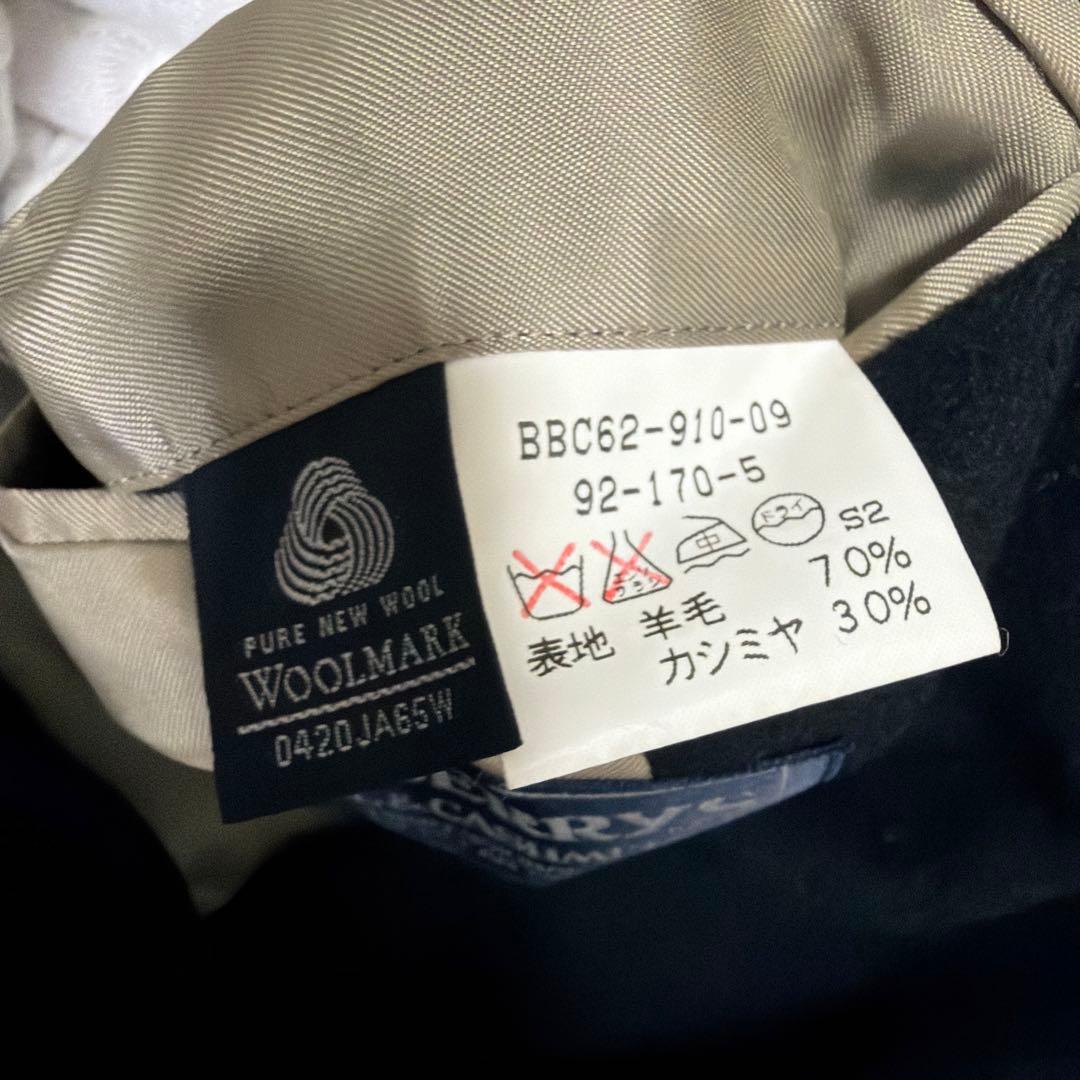 PURE NEW WOOL
WOOLMARK
0420JA65W
BBC62-910-09
92-170-5
中 ドライ S2
表地 羊毛 70%
カシミヤ 30%